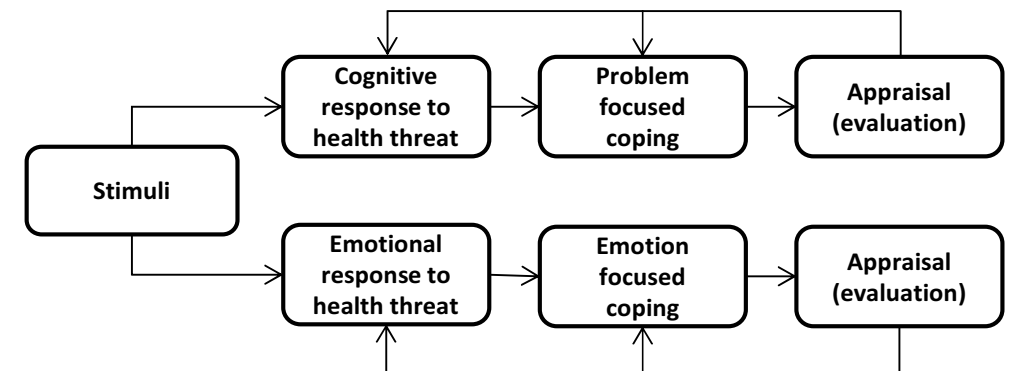 Cognitive
response to
health threat
Problem
focused
coping
Appraisal
(evaluation)
Stimuli
Emotional
response to
health threat
Emotion
focused
coping
Appraisal
(evaluation)